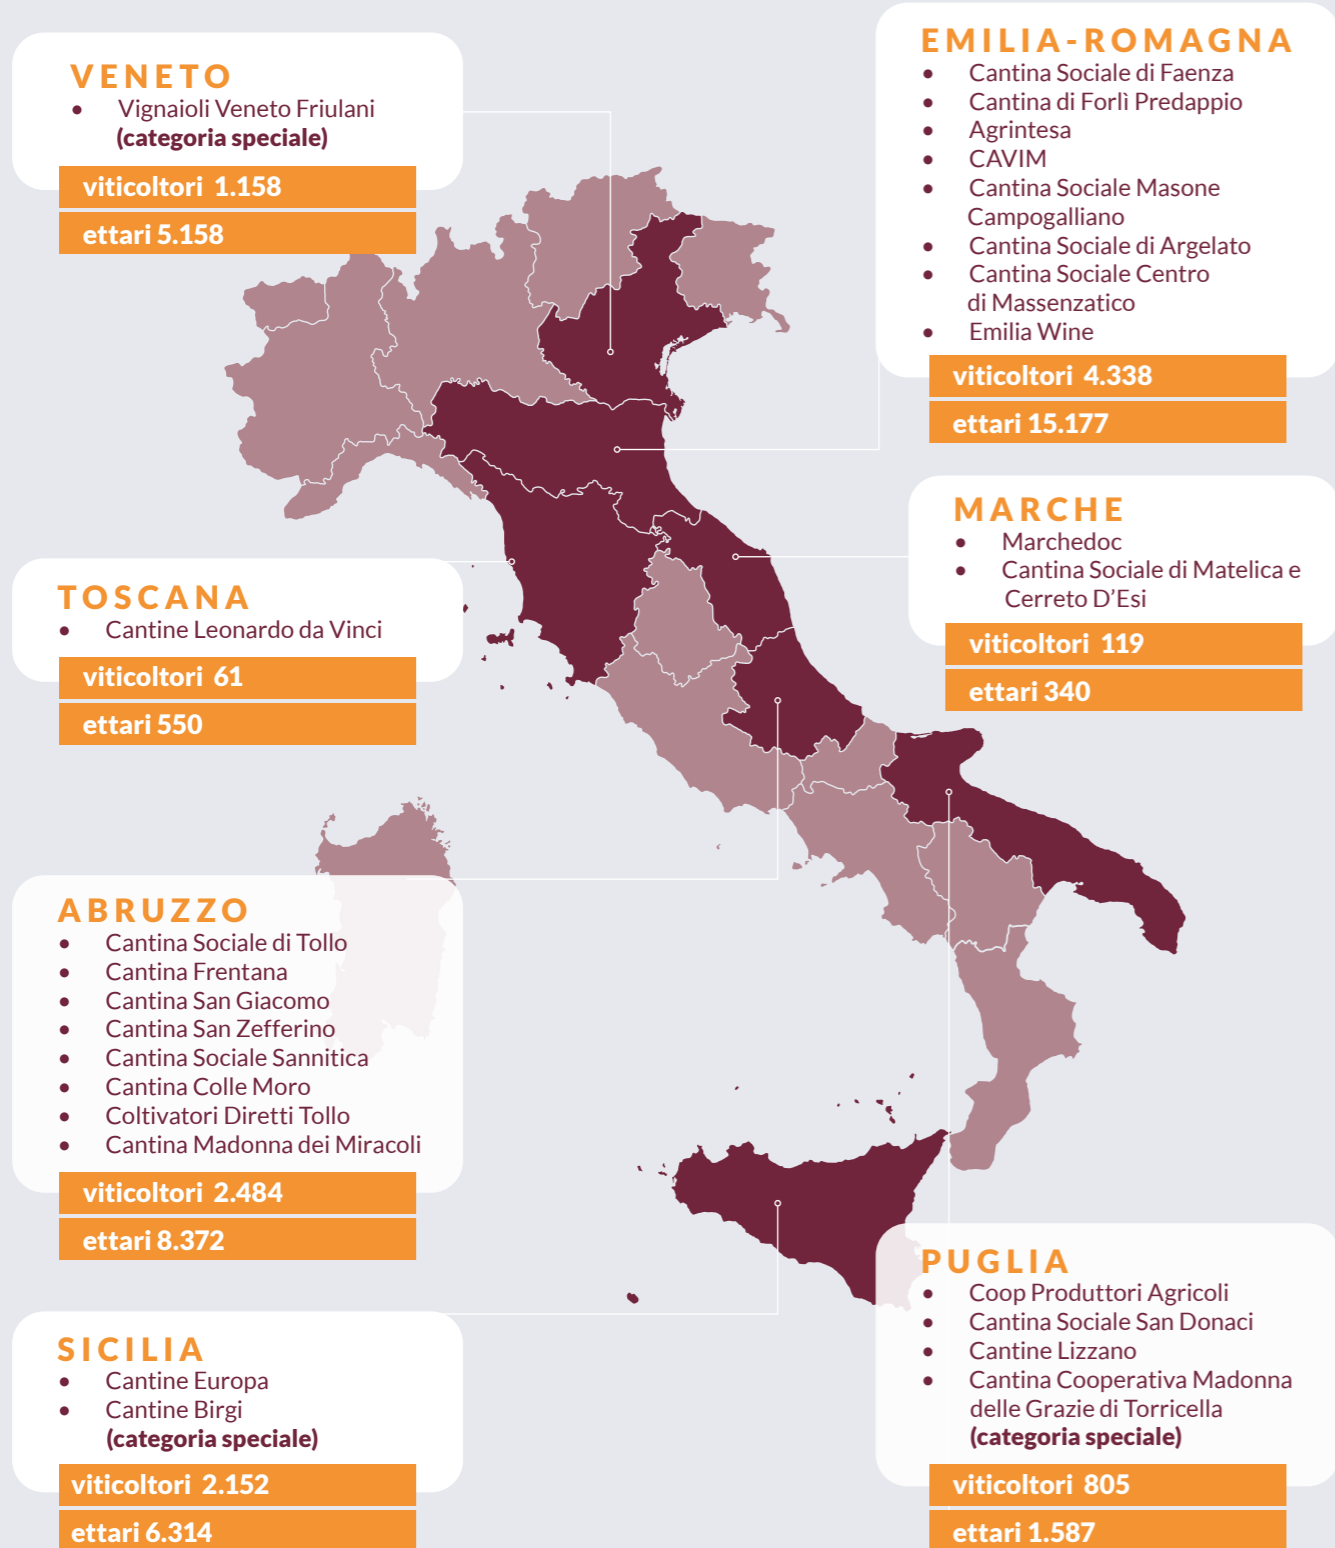 VENETO
• Vignaioli Veneto Friulani
(categoria speciale)
viticoltori 1.158
ettari 5.158
EMILIA-ROMAGNA
• Cantina Sociale di Faenza
• Cantina di Forlì Predappio
• Agrintesa
• CAVIM
• Cantina Sociale Masone
Campogalliano
• Cantina Sociale di Argelato
• Cantina Sociale Centro
di Massenzatico
• Emilia Wine
viticoltori 4.338
ettari 15.177
MARCHE
• Marchedoc
• Cantina Sociale di Matelica e
Cerreto D’Esi
viticoltori 119
ettari 340
TOSCANA
• Cantine Leonardo da Vinci
viticoltori 61
ettari 550
ABRUZZO
• Cantina Sociale di Tollo
• Cantina Frentana
• Cantina San Giacomo
• Cantina San Zefferino
• Cantina Sociale Sannitica
• Cantina Colle Moro
• Coltivatori Diretti Tollo
• Cantina Madonna dei Miracoli
viticoltori 2.484
ettari 8.372
PUGLIA
• Coop Produttori Agricoli
• Cantina Sociale San Donaci
• Cantine Lizzano
• Cantina Cooperativa Madonna
delle Grazie di Torricella
(categoria speciale)
viticoltori 805
ettari 1.587
SICILIA
• Cantine Europa
• Cantine Birgi
(categoria speciale)
viticoltori 2.152
ettari 6.314